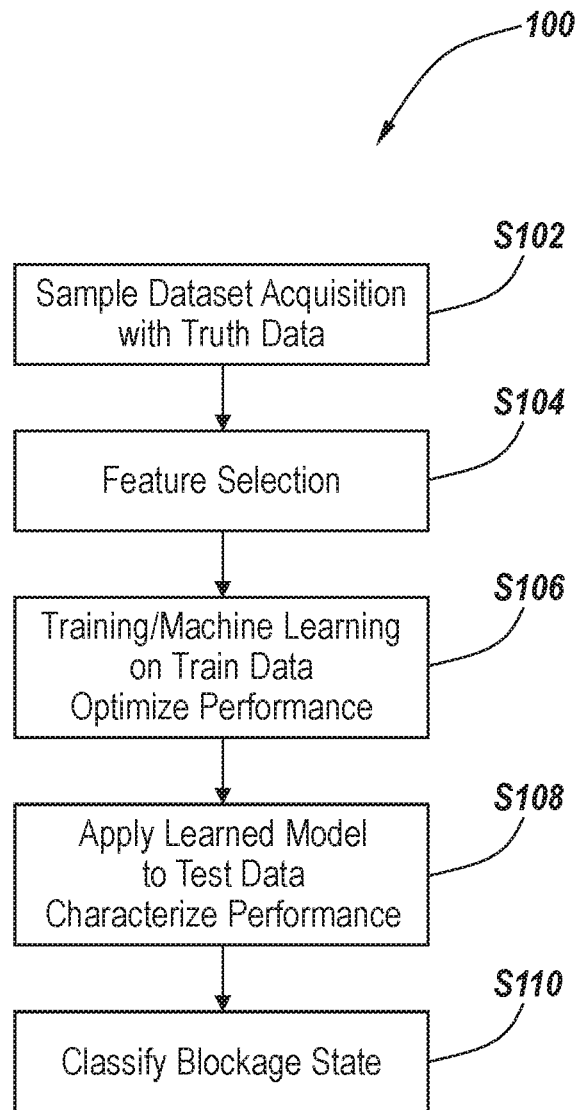 100
S102
Sample Dataset Acquisition
with Truth Data
S104
Feature Selection
S106
Training/Machine Learning
on Train Data
Optimize Performance
S108
Apply Learned Model
to Test Data
Characterize Performance
S110
Classify Blockage State